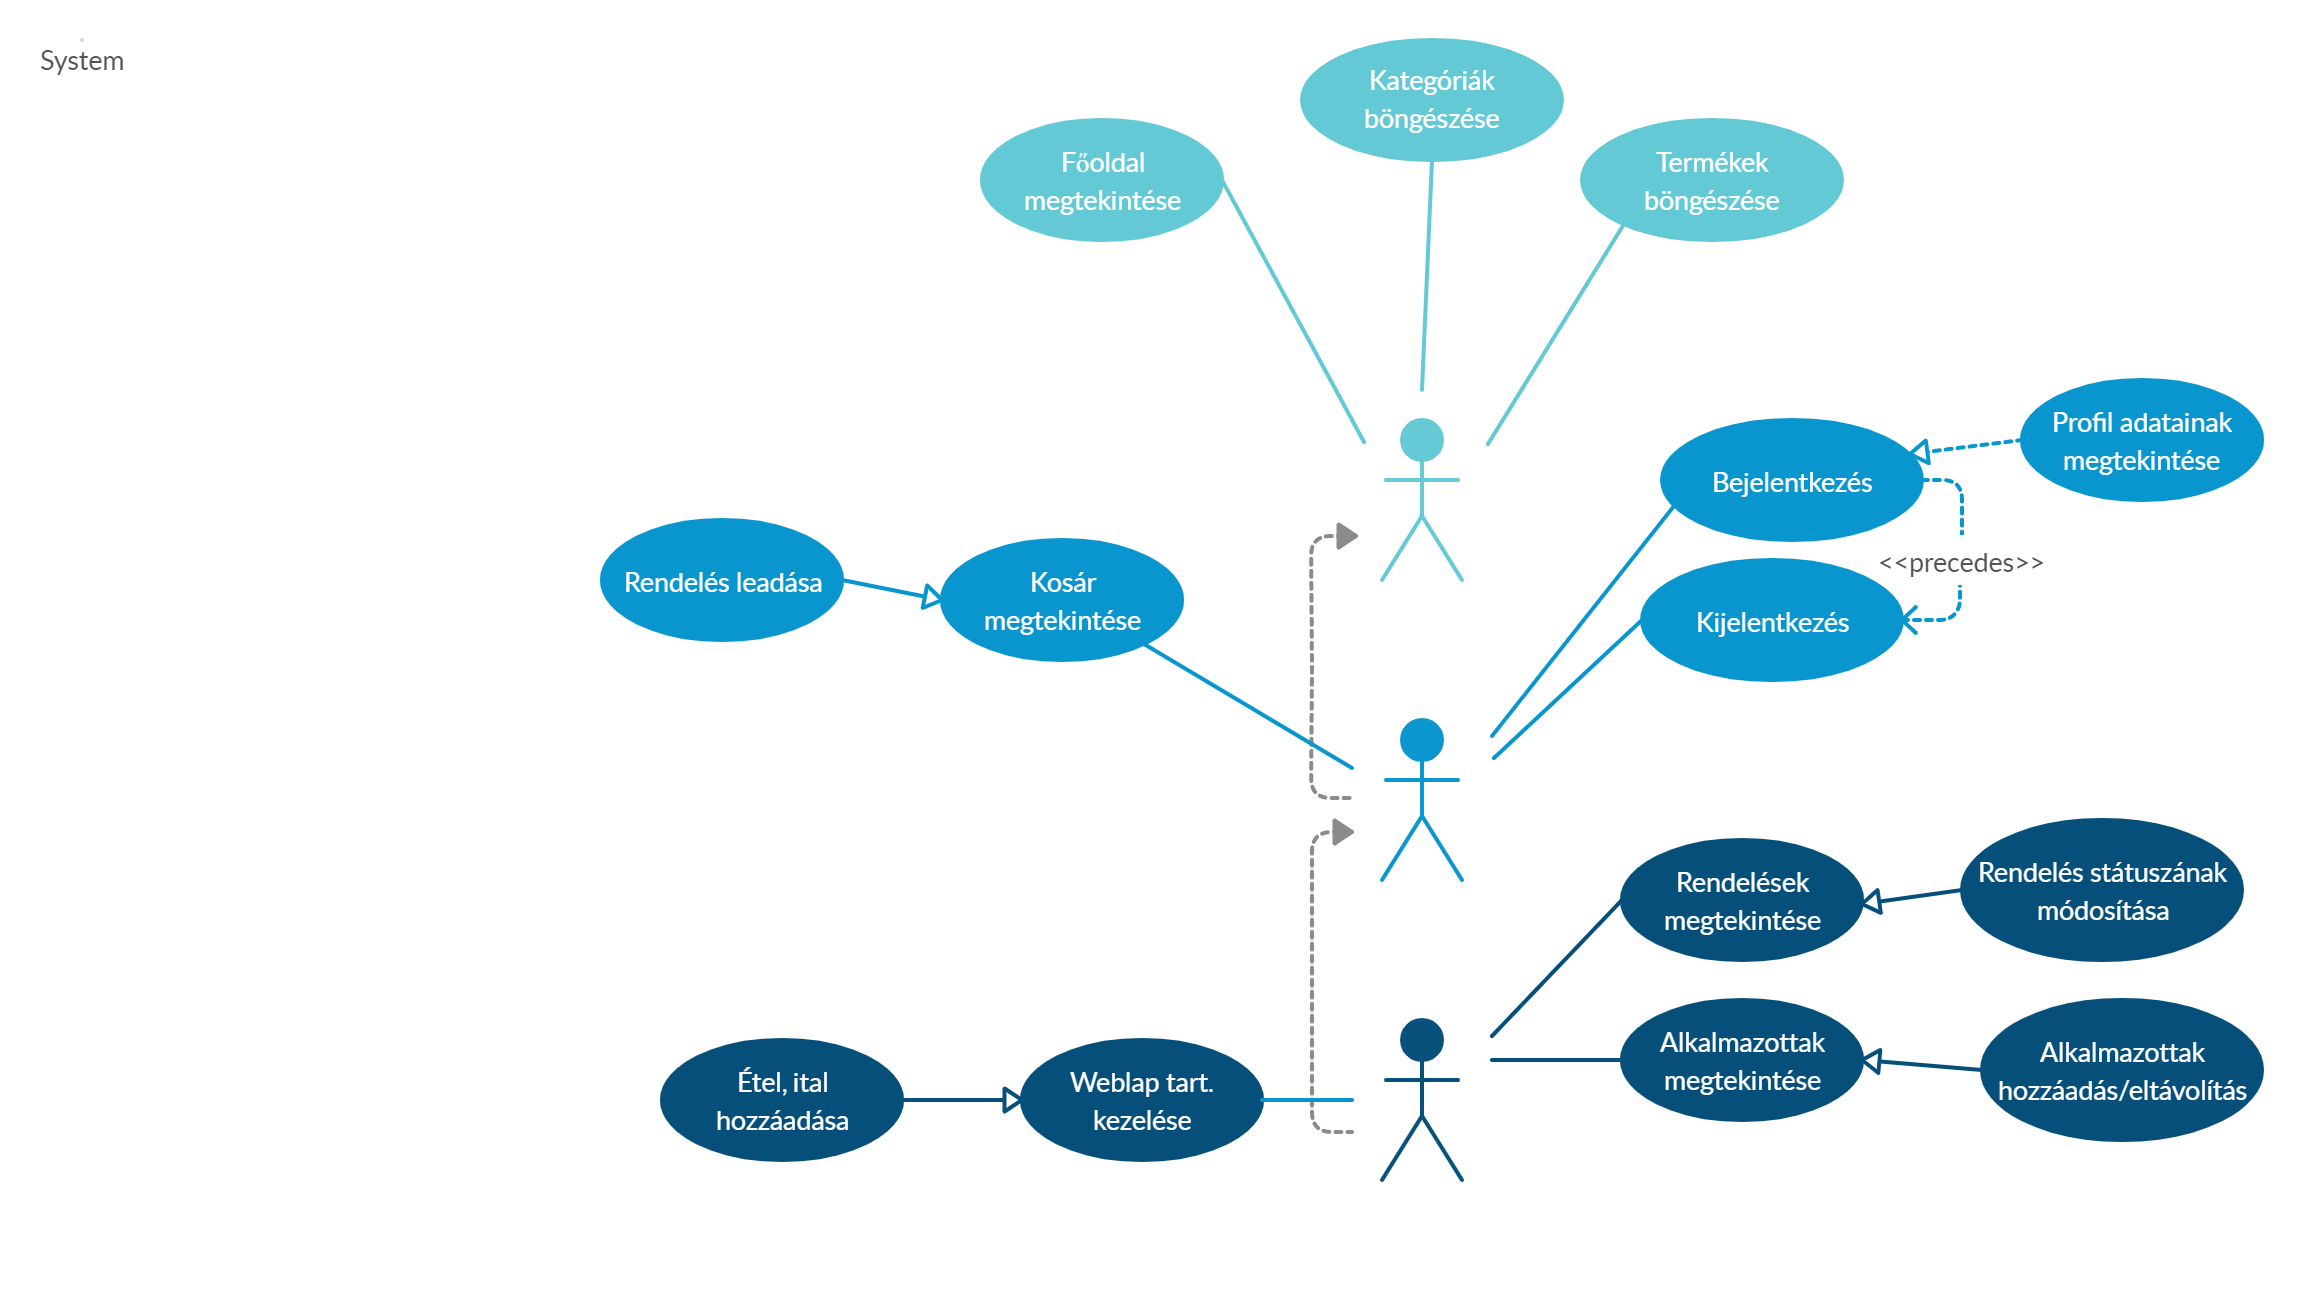 System
Kategóriák
böngészése
Főoldal
megtekintése
Termékek
böngészése
Profil adatainak
megtekintése
Bejelentkezés
<<precedes>>
Kijelentkezés
Rendelés leadása
Kosár
megtekintése
Rendelések
megtekintése
Rendelés státuszának
módosítása
Alkalmazottak
megtekintése
Alkalmazottak
hozzáadás/eltávolítás
Étel, ital
hozzáadása
Weblap tart.
kezelése